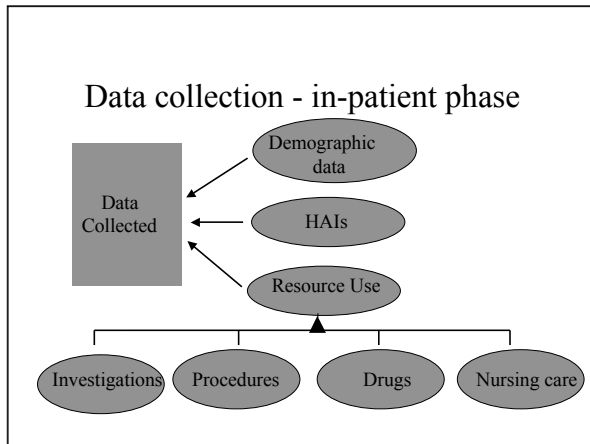 Data collection - in-patient phase
Demographic
data
Data
Collected
HAIs
Resource Use
Investigations
Procedures
Drugs
Nursing care